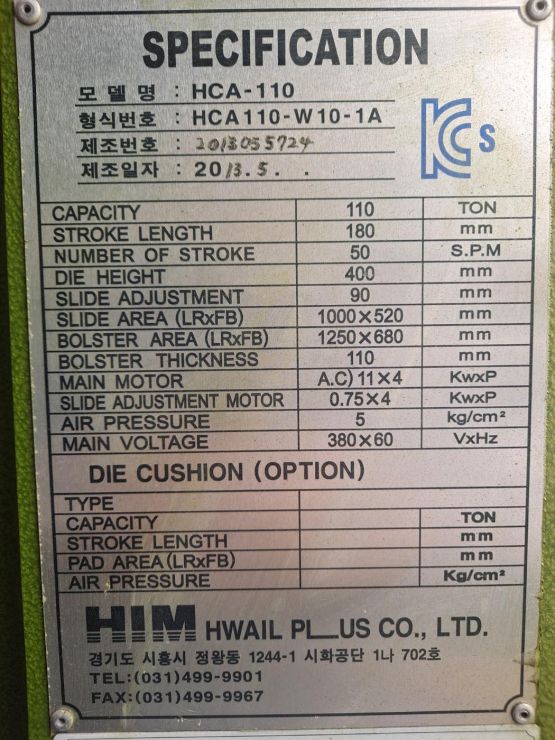 SPECIFICATION
모 델 명 : HCA-110
형식번호 : HCA110-W10-1A
제조번호 : 2013055724
제조일자 : 2013.5. .
KCs
CAPACITY 110 TON
STROKE LENGTH 180 mm
NUMBER OF STROKE 50 S.P.M
DIE HEIGHT 400 mm
SLIDE ADJUSTMENT 90 mm
SLIDE AREA (LRxFB) 1000×520 mm
BOLSTER AREA (LRxFB) 1250×680 mm
BOLSTER THICKNESS 110 mm
MAIN MOTOR A.C) 11×4 KwxP
SLIDE ADJUSTMENT MOTOR 0.75×4 KwxP
AIR PRESSURE 5 kg/cm²
MAIN VOLTAGE 380×60 VxHz
DIE CUSHION (OPTION)
TYPE
CAPACITY TON
STROKE LENGTH mm
PAD AREA(LRxFB) mm
AIR PRESSURE Kg/cm²
HIM HWAIL PLUS CO., LTD.
경기도 시흥시 정왕동 1244-1 시화공단 1나 702호
TEL:(031)499-9901
FAX:(031)499-9967